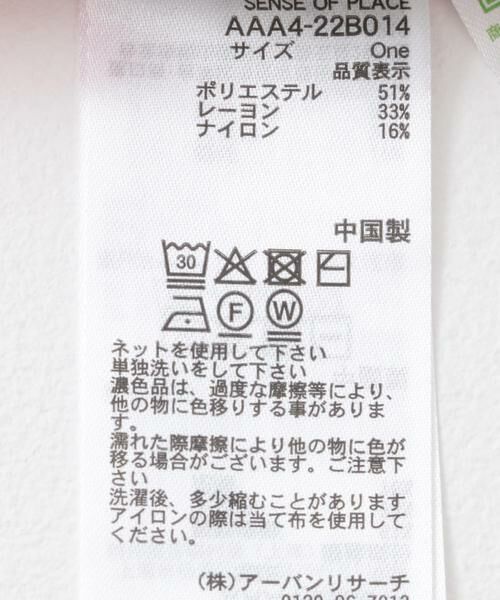 SENSE OF PLACE
AAA4-22B014
サイズ One
品質表示
ポリエステル 51%
レーヨン 33%
ナイロン 16%
中国製
30
F W
ネットを使用して下さい
単独洗いをして下さい
濃色品は、過度な摩擦等により、
他の物に色移りする事がありま
す。
濡れた際摩擦により他の物に色が
移る場合がございます。ご注意下
さい
洗濯後、多少縮むことがあります
アイロンの際は当て布を使用して
ください。
(株)アーバンリサーチ